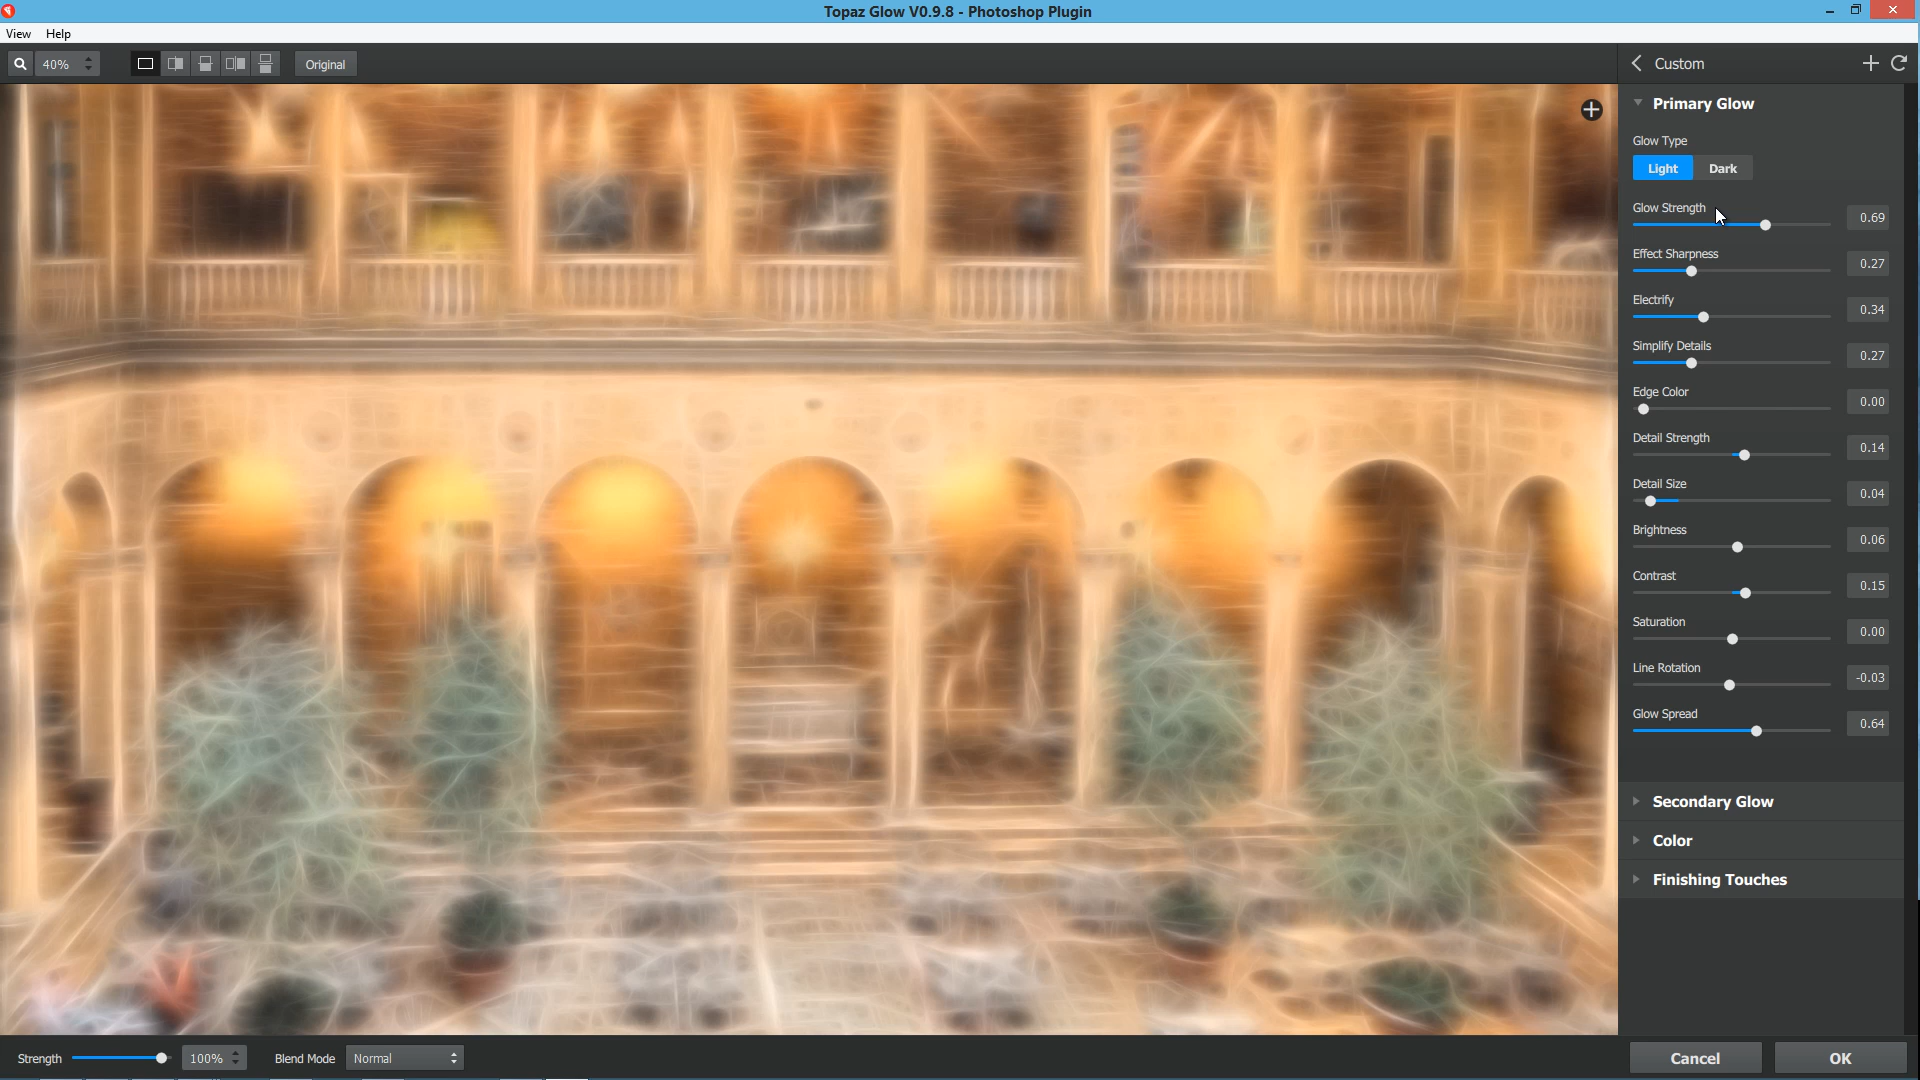 Topaz Glow V0.9.8 - Photoshop Plugin
View Help
40% Original
Custom
Primary Glow
Glow Type
Light Dark
Glow Strength 0.69
Effect Sharpness 0.27
Electrify 0.34
Simplify Details 0.27
Edge Color 0.00
Detail Strength 0.14
Detail Size 0.04
Brightness 0.06
Contrast 0.15
Saturation 0.00
Line Rotation -0.03
Glow Spread 0.64
Secondary Glow
Color
Finishing Touches
Strength 100% Blend Mode Normal
Cancel OK